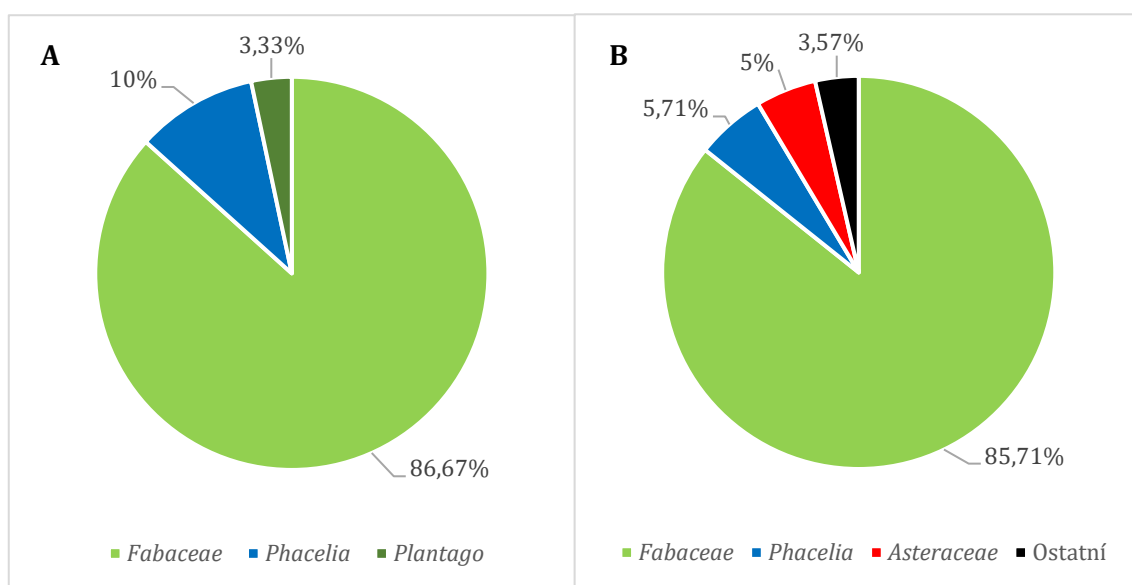 A
3,33%
10%
86,67%
Fabaceae Phacelia Plantago
B
3,57%
5%
5,71%
85,71%
Fabaceae Phacelia Asteraceae Ostatní